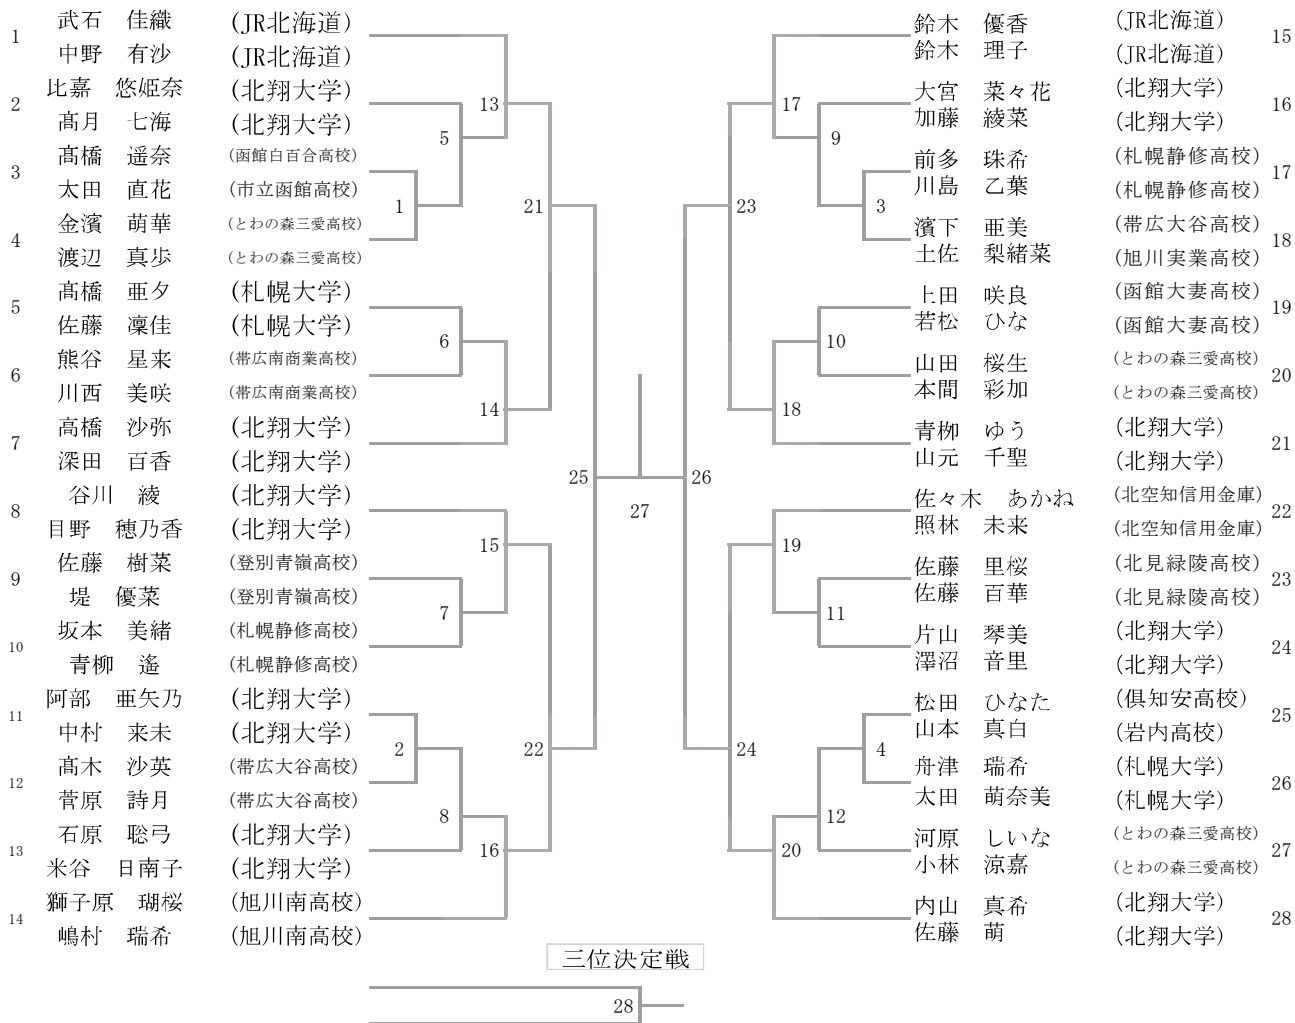 1 武石　佳織 (JR北海道)
中野　有沙 (JR北海道)
2 比嘉　悠姫奈 (北翔大学)
髙月　七海 (北翔大学)
3 髙橋　遥奈 (函館白百合高校)
太田　直花 (市立函館高校)
4 金濱　萌華 (とわの森三愛高校)
渡辺　真歩 (とわの森三愛高校)
5 髙橋　亜夕 (札幌大学)
佐藤　凜佳 (札幌大学)
6 熊谷　星来 (帯広南商業高校)
川西　美咲 (帯広南商業高校)
7 高橋　沙弥 (北翔大学)
深田　百香 (北翔大学)
8 谷川　綾 (北翔大学)
目野　穂乃香 (北翔大学)
9 佐藤　樹菜 (登別青嶺高校)
堤　優菜 (登別青嶺高校)
10 坂本　美緒 (札幌静修高校)
青柳　遙 (札幌静修高校)
11 阿部　亜矢乃 (北翔大学)
中村　来未 (北翔大学)
12 髙木　沙英 (帯広大谷高校)
菅原　詩月 (帯広大谷高校)
13 石原　聡弓 (北翔大学)
米谷　日南子 (北翔大学)
14 獅子原　瑚桜 (旭川南高校)
嶋村　瑞希 (旭川南高校)
13
5
1
21
6
14
25
15
7
2
22
8
16
27
17
9
3
23
10
18
26
19
11
4
24
12
20
鈴木　優香 (JR北海道) 15
鈴木　理子 (JR北海道)
大宮　菜々花 (北翔大学) 16
加藤　綾菜 (北翔大学)
前多　珠希 (札幌静修高校) 17
川島　乙葉 (札幌静修高校)
濱下　亜美 (帯広大谷高校) 18
土佐　梨緒菜 (旭川実業高校)
上田　咲良 (函館大妻高校) 19
若松　ひな (函館大妻高校)
山田　桜生 (とわの森三愛高校) 20
本間　彩加 (とわの森三愛高校)
青栁　ゆう (北翔大学) 21
山元　千聖 (北翔大学)
佐々木　あかね (北空知信用金庫) 22
照林　未来 (北空知信用金庫)
佐藤　里桜 (北見緑陵高校) 23
佐藤　百華 (北見緑陵高校)
片山　琴美 (北翔大学) 24
澤沼　音里 (北翔大学)
松田　ひなた (倶知安高校) 25
山本　真白 (岩内高校)
舟津　瑞希 (札幌大学) 26
太田　萌奈美 (札幌大学)
河原　しいな (とわの森三愛高校) 27
小林　涼嘉 (とわの森三愛高校)
内山　真希 (北翔大学) 28
佐藤　萌 (北翔大学)
三位決定戦
28